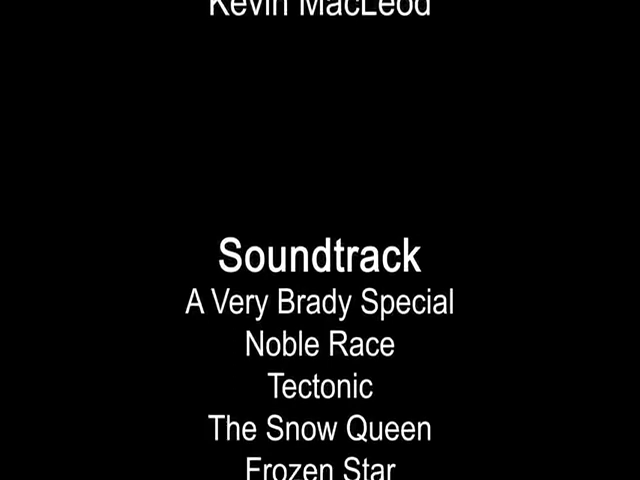 Kevin MacLeod
Soundtrack
A Very Brady Special
Noble Race
Tectonic
The Snow Queen
Frozen Star